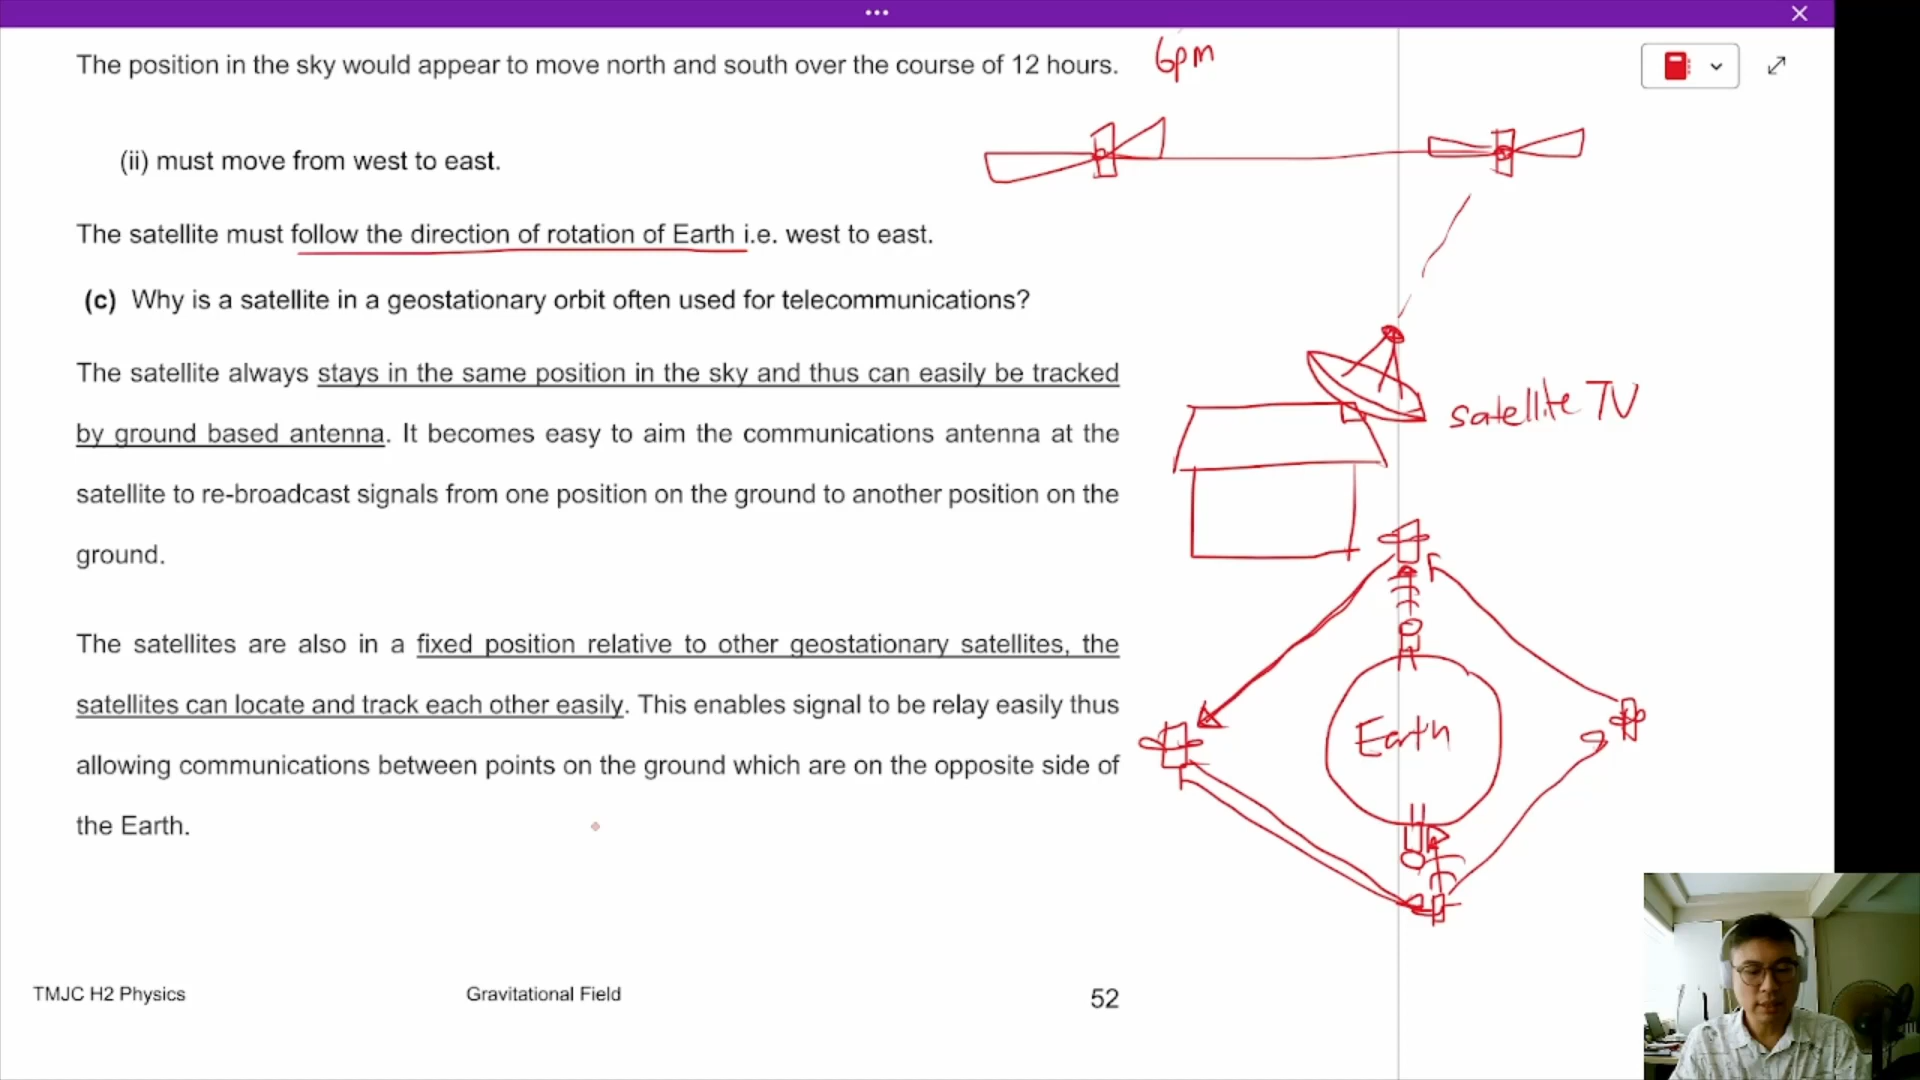 The position in the sky would appear to move north and south over the course of 12 hours.
6pm
(ii) must move from west to east.
The satellite must follow the direction of rotation of Earth i.e. west to east.
(c) Why is a satellite in a geostationary orbit often used for telecommunications?
The satellite always stays in the same position in the sky and thus can easily be tracked
by ground based antenna. It becomes easy to aim the communications antenna at the
satellite to re-broadcast signals from one position on the ground to another position on the
ground.
satellite TV
The satellites are also in a fixed position relative to other geostationary satellites, the
satellites can locate and track each other easily. This enables signal to be relay easily thus
allowing communications between points on the ground which are on the opposite side of
the Earth.
Earth
TMJC H2 Physics
Gravitational Field
52